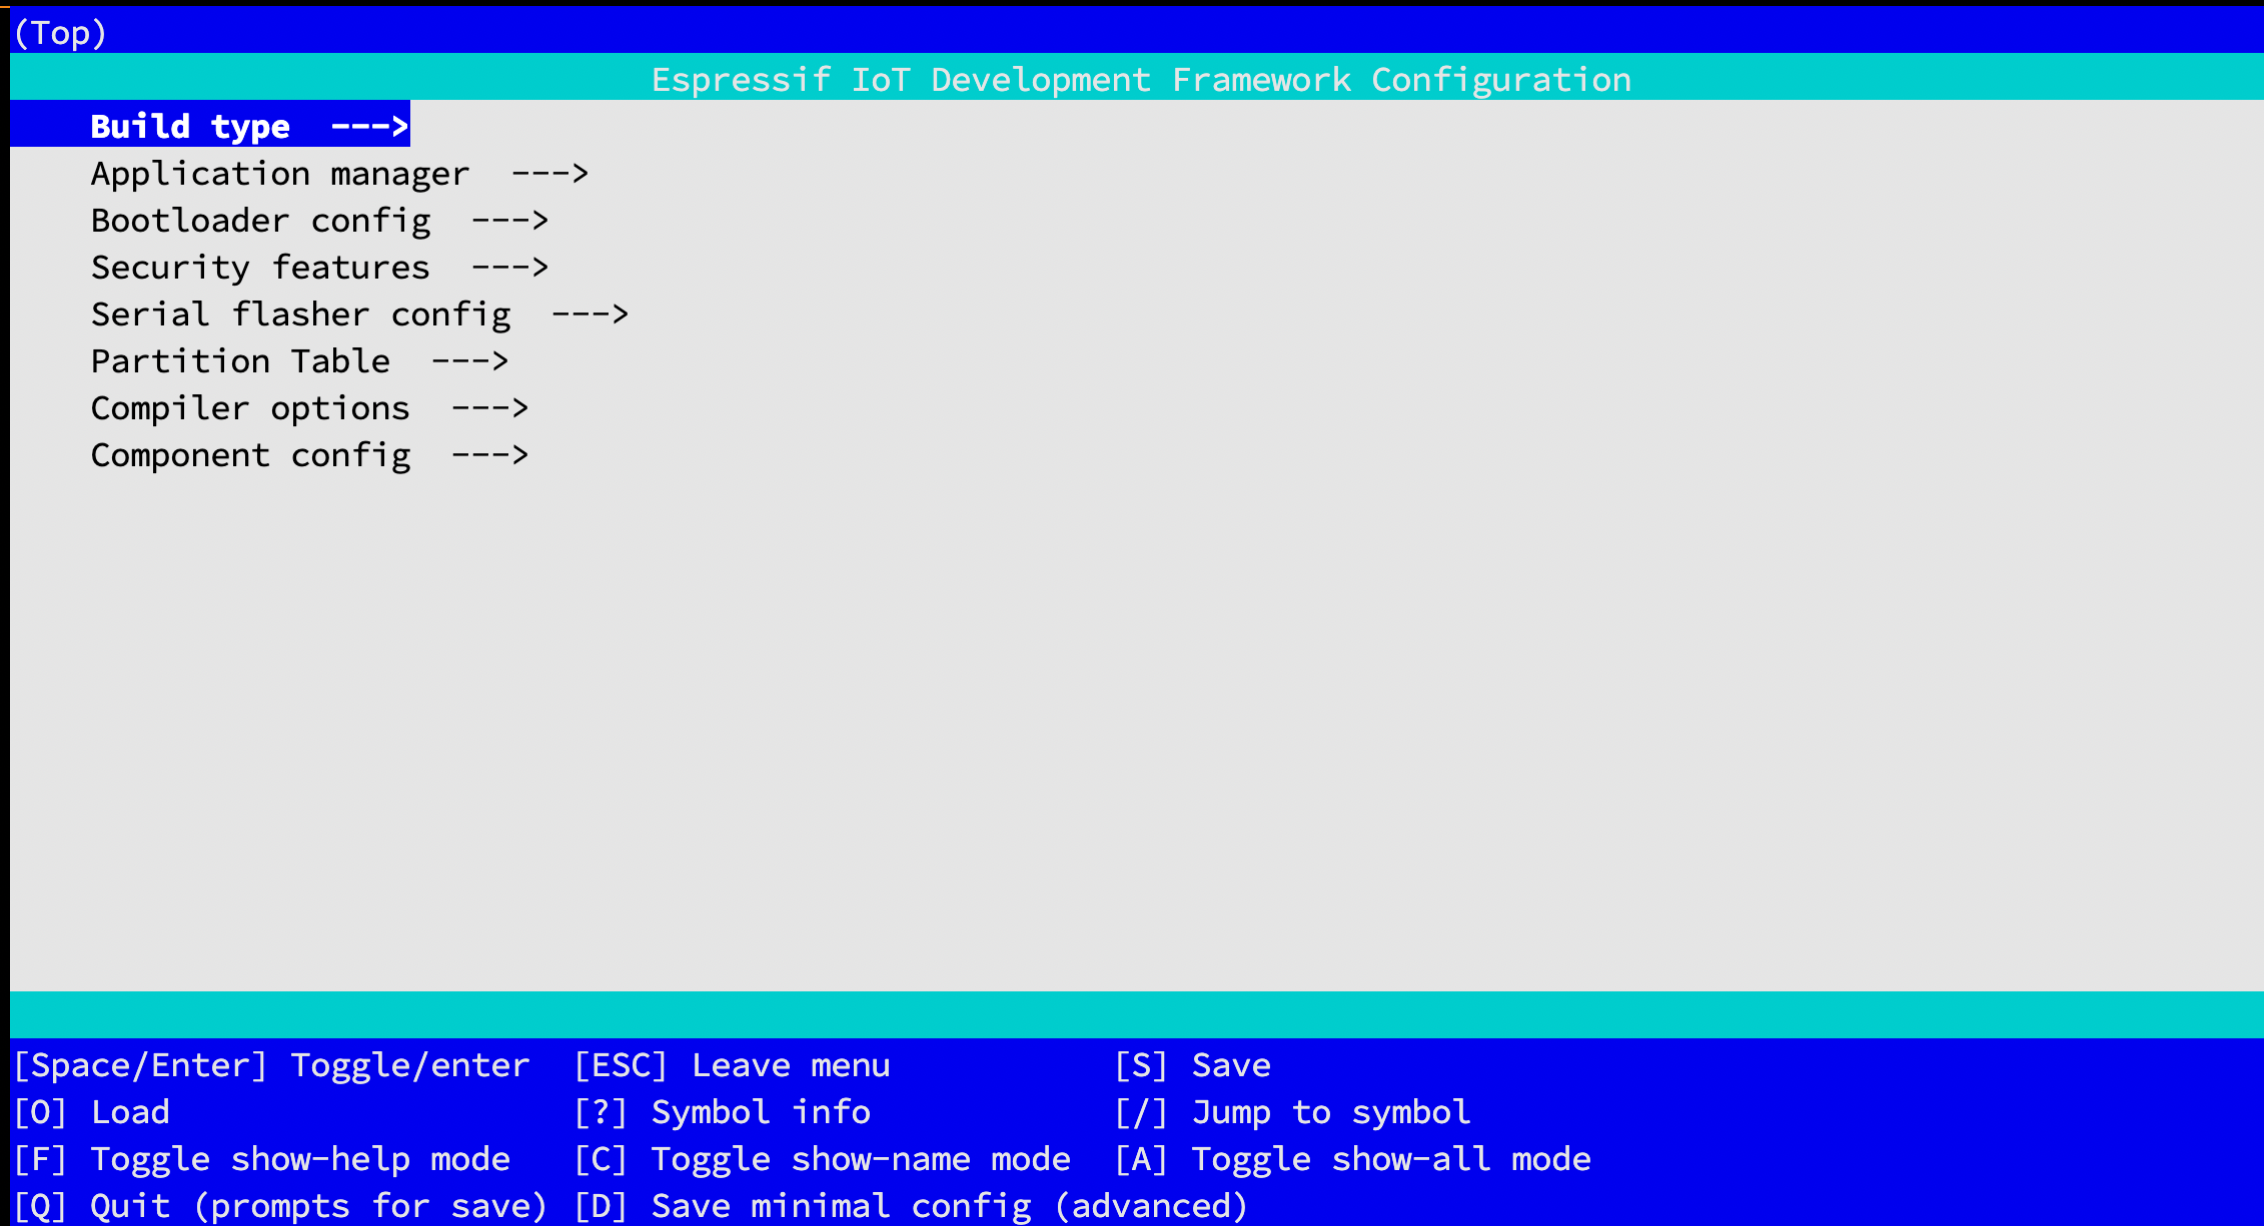 (Top)
Espressif IoT Development Framework Configuration
Build type  --->
Application manager  --->
Bootloader config  --->
Security features  --->
Serial flasher config  --->
Partition Table  --->
Compiler options  --->
Component config  --->
[Space/Enter] Toggle/enter  [ESC] Leave menu           [S] Save
[O] Load                    [?] Symbol info            [/] Jump to symbol
[F] Toggle show-help mode   [C] Toggle show-name mode  [A] Toggle show-all mode
[Q] Quit (prompts for save) [D] Save minimal config (advanced)